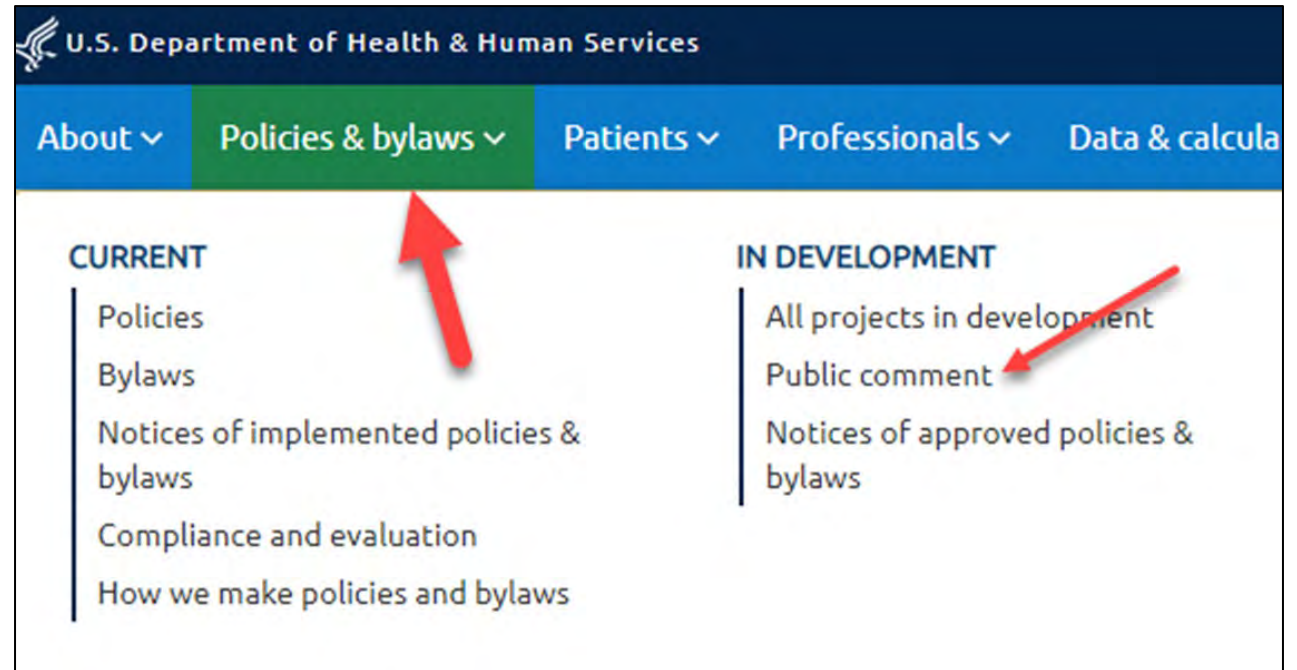 U.S. Department of Health & Human Services
About Policies & bylaws Patients Professionals Data & calcula
CURRENT
Policies
Bylaws
Notices of implemented policies &
bylaws
Compliance and evaluation
How we make policies and bylaws
IN DEVELOPMENT
All projects in development
Public comment
Notices of approved policies &
bylaws